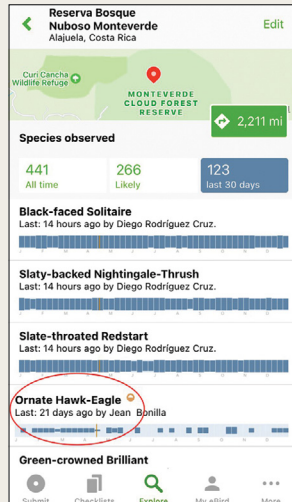 Reserva Bosque
Nuboso Monteverde
Alajuela, Costa Rica
Edit
Curi Cancha
Wildlife Refuge
MONTEVERDE
CLOUD FOREST
RESERVE
2,211 mi
Species observed
441
All time
266
Likely
123
last 30 days
Black-faced Solitaire
Last: 14 hours ago by Diego Rodríguez Cruz.
Slaty-backed Nightingale-Thrush
Last: 14 hours ago by Diego Rodríguez Cruz.
Slate-throated Redstart
Last: 14 hours ago by Diego Rodríguez Cruz.
Ornate Hawk-Eagle
Last: 21 days ago by Jean Bonilla
Green-crowned Brilliant
Submit
Checklists
Explore
My eBird
More